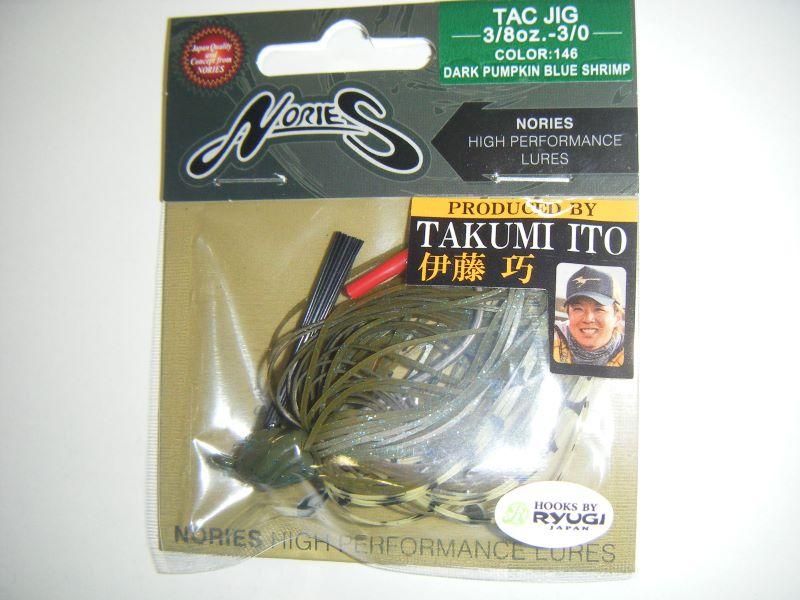 Japan Quality
and
Concept from
NORIES
TAC JIG
3/8oz.-3/0
COLOR:146
DARK PUMPKIN BLUE SHRIMP
NORIES
NORIES
HIGH PERFORMANCE
LURES
PRODUCED BY
TAKUMI ITO
伊藤 巧
HOOKS BY
RYUGI
JAPAN
NORIES HIGH PERFORMANCE LURES